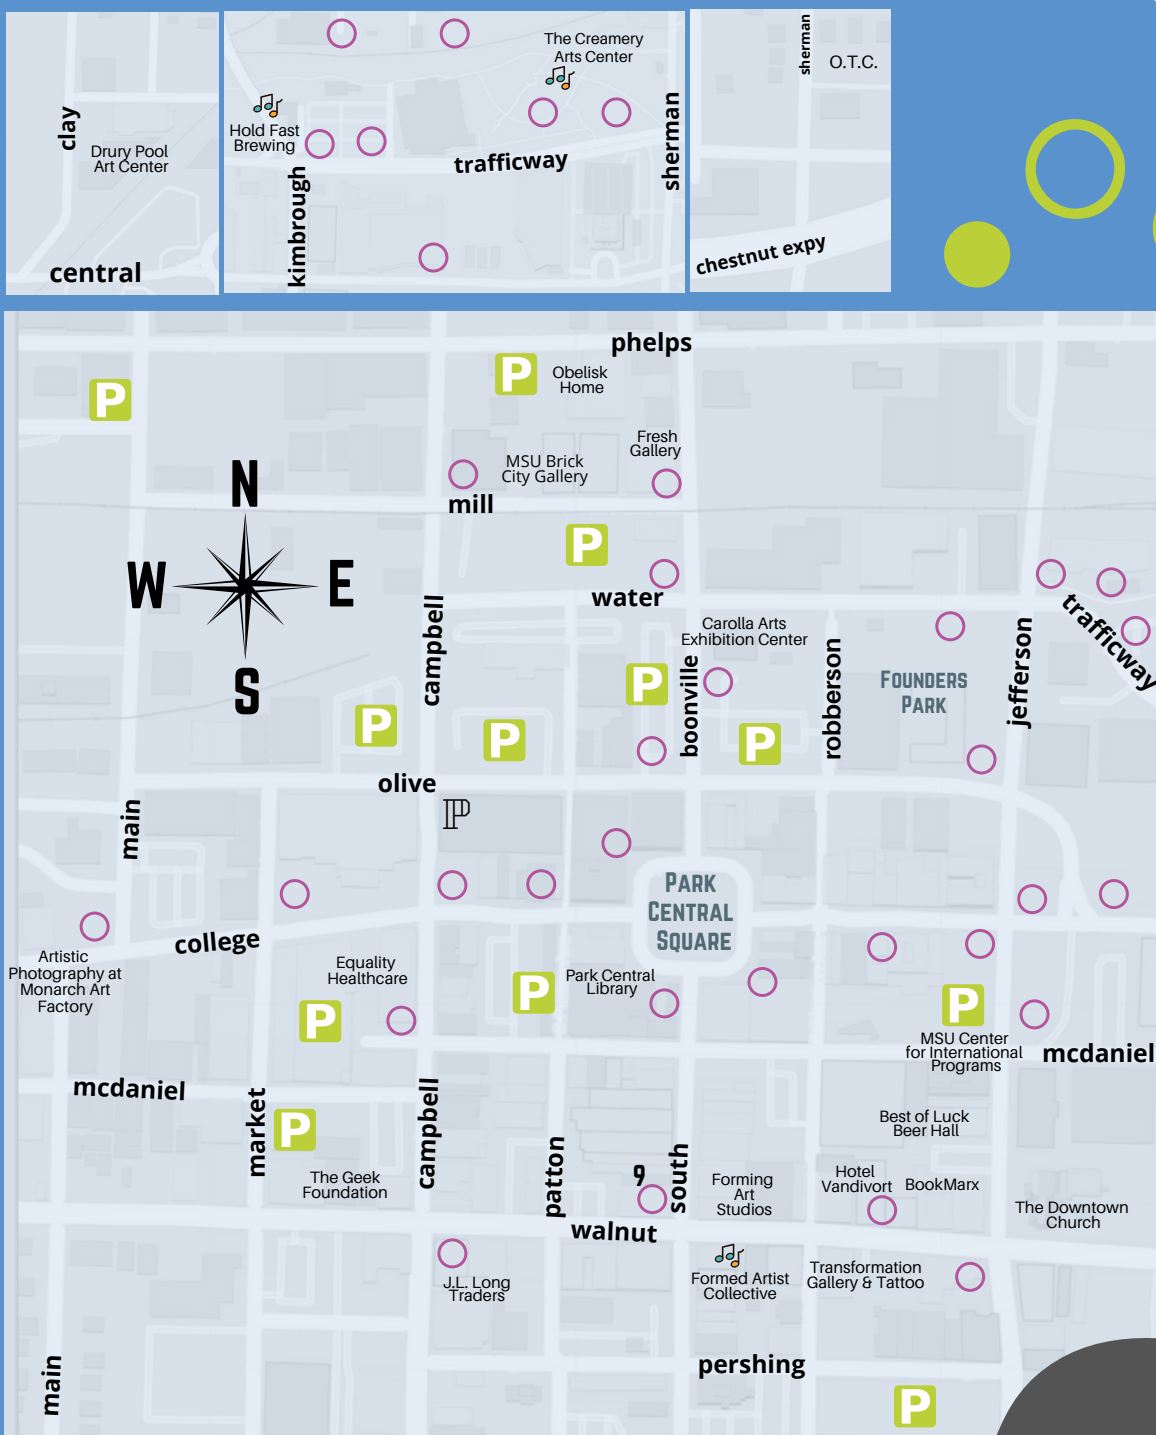 clay
Drury Pool
Art Center
central
The Creamery
Arts Center
Hold Fast
Brewing
kimbrough
trafficway
sherman
sherman
O.T.C.
chestnut expy
phelps
P
Obelisk
Home
P
Fresh
Gallery
MSU Brick
City Gallery
mill
N
W
E
S
P
water
campbell
trafficway
Carolla Arts
Exhibition Center
boonville
robberson
jefferson
Founders
Park
P
P
P
P
olive
P
main
Park
Central
Square
college
Artistic
Photography at
Monarch Art
Factory
Equality
Healthcare
P
P
Park Central
Library
P
MSU Center
for International
Programs
mcdaniel
mcdaniel
market
P
campbell
The Geek
Foundation
patton
9
south
walnut
Best of Luck
Beer Hall
Forming
Art
Studios
Hotel
Vandivort
BookMarx
The Downtown
Church
J.L. Long
Traders
Formed Artist
Collective
Transformation
Gallery & Tattoo
main
pershing
P